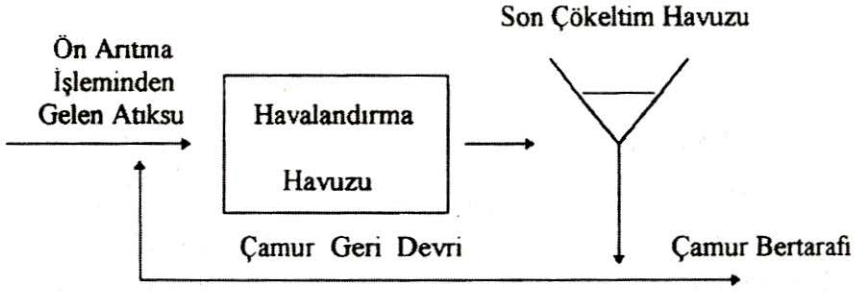 Son Çökeltim Havuzu
Ön Arıtma
İşleminden
Gelen Atıksu
Havalandırma
Havuzu
Çamur Geri Devri
Çamur Bertarafı